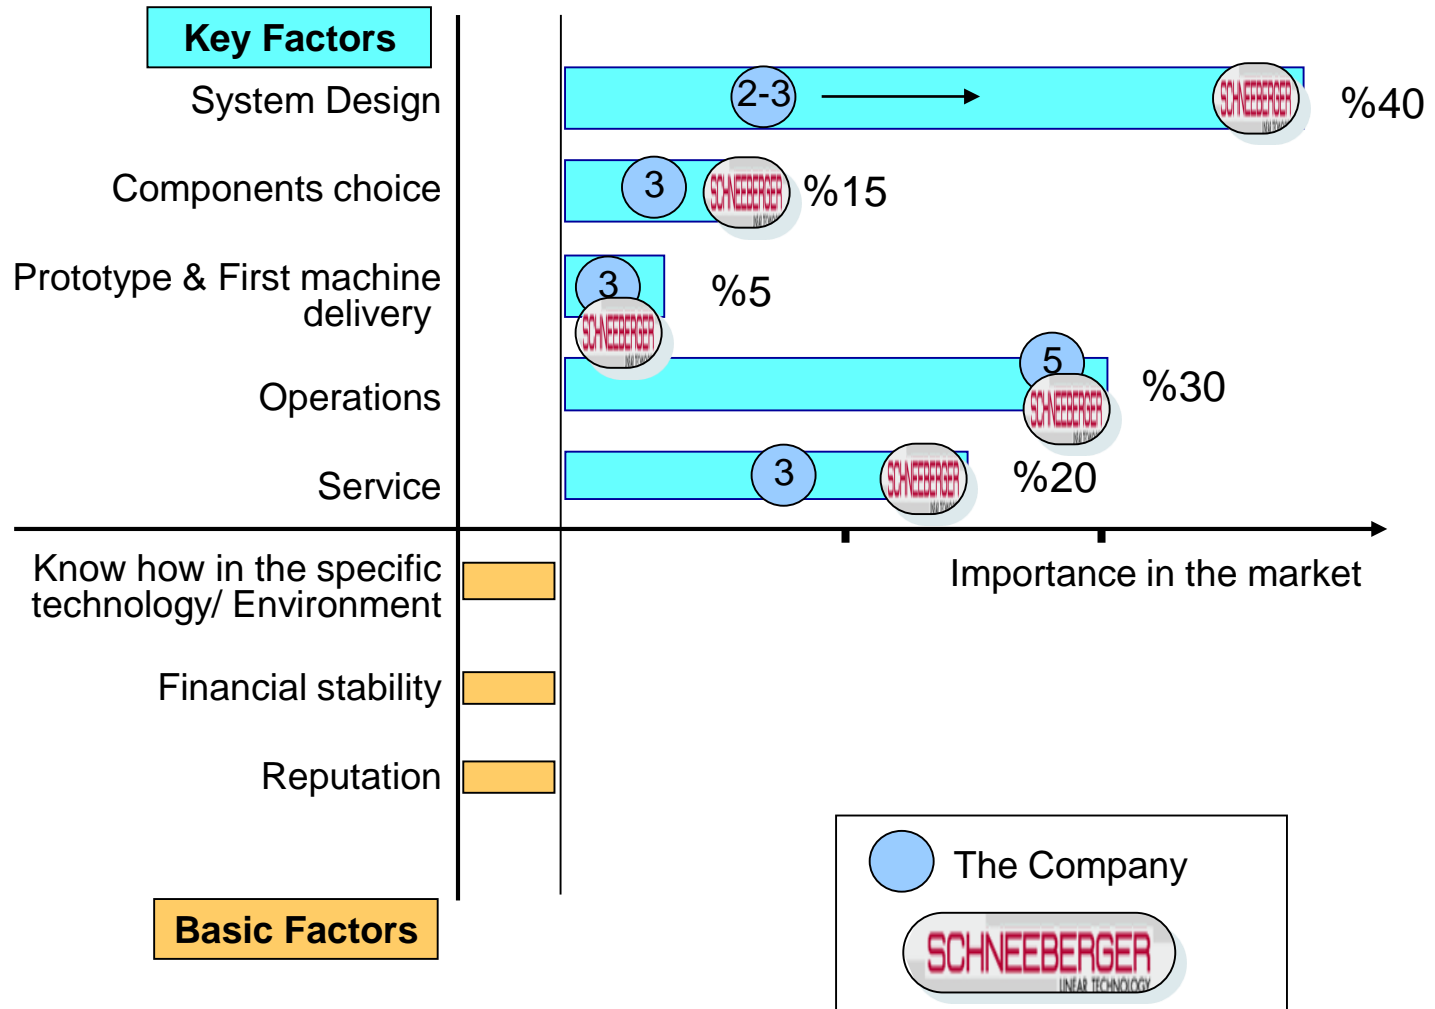 Key Factors
System Design
2-3
SCHNEEBERGER
%40
Components choice
3
SCHNEEBERGER
%15
Prototype & First machine
delivery
3
SCHNEEBERGER
%5
Operations
5
SCHNEEBERGER
%30
Service
3
SCHNEEBERGER
%20
Know how in the specific
technology/ Environment
Importance in the market
Financial stability
Reputation
The Company
Basic Factors
SCHNEEBERGER
LINEAR TECHNOLOGY